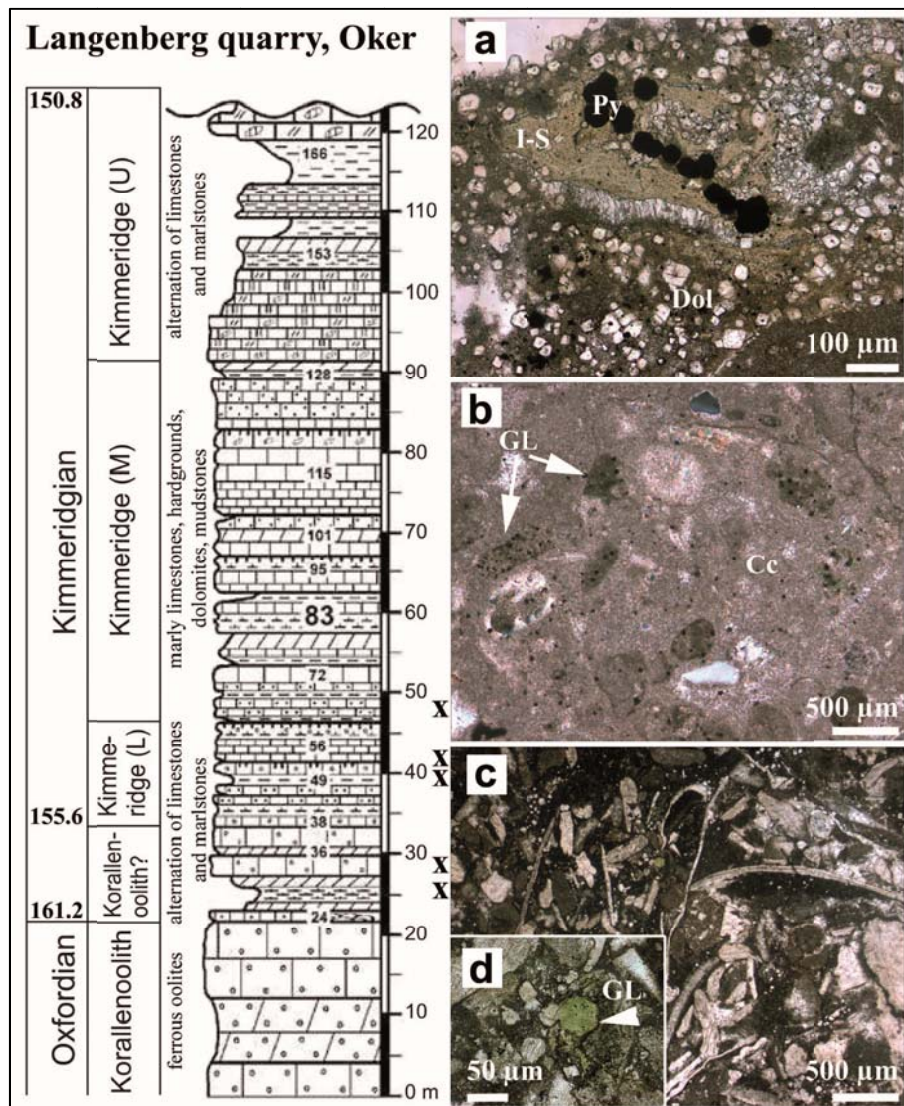 Langenberg quarry, Oker
150.8
155.6
161.2
Kimmeridgian
Oxfordian
Kimmeridge (U)
Kimmeridge (M)
Kimme-
ridge (L)
Korallen-
oolith?
Korallenoolith
alternation of limestones
and marlstones
marly limestones, hardgrounds,
dolomites, mudstones
alternation of limestones
and marlstones
ferrous oolites
166
153
128
115
101
95
83
72
56
49
38
36
24
120
110
100
90
80
70
60
50
40
30
20
10
0 m
x
x
x
x
x
a
Py
I-S
Dol
100 µm
b
GL
Cc
500 µm
c
500 µm
d
GL
50 µm